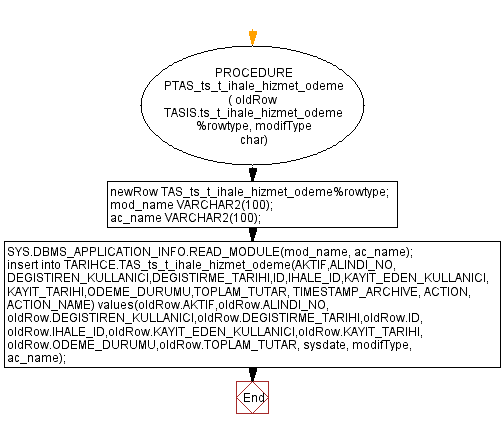 PROCEDURE
PTAS_ts_t_ihale_hizmet_odeme
( oldRow
TASIS.ts_t_ihale_hizmet_odeme
%rowtype, modifType
char)
newRow TAS_ts_t_ihale_hizmet_odeme%rowtype;
mod_name VARCHAR2(100);
ac_name VARCHAR2(100);
SYS.DBMS_APPLICATION_INFO.READ_MODULE(mod_name, ac_name);
insert into TARIHCE.TAS_ts_t_ihale_hizmet_odeme(AKTIF,ALINDI_NO,
DEGISTIREN_KULLANICI,DEGISTIRME_TARIHI,ID,IHALE_ID,KAYIT_EDEN_KULLANICI,
KAYIT_TARIHI,ODEME_DURUMU,TOPLAM_TUTAR, TIMESTAMP_ARCHIVE, ACTION,
ACTION_NAME) values(oldRow.AKTIF,oldRow.ALINDI_NO,
oldRow.DEGISTIREN_KULLANICI,oldRow.DEGISTIRME_TARIHI,oldRow.ID,
oldRow.IHALE_ID,oldRow.KAYIT_EDEN_KULLANICI,oldRow.KAYIT_TARIHI,
oldRow.ODEME_DURUMU,oldRow.TOPLAM_TUTAR, sysdate, modifType,
ac_name);
End